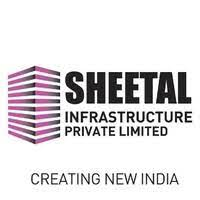 SHEETAL
INFRASTRUCTURE
PRIVATE LIMITED
CREATING NEW INDIA